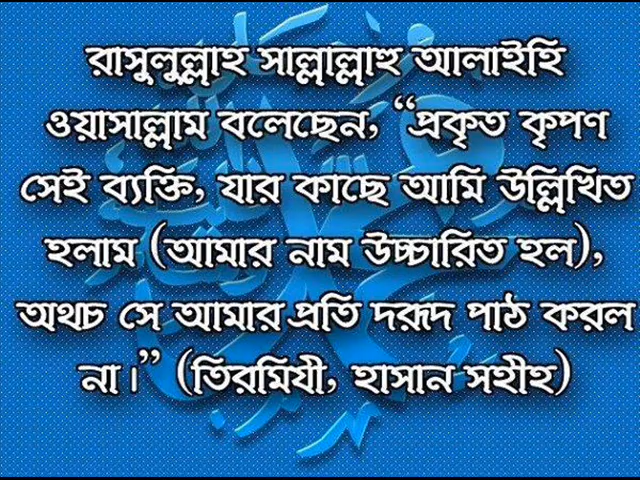 রাসুলুল্লাহ সাল্লাল্লাহু আলাইহি
ওয়াসাল্লাম বলেছেন, “প্রকৃত কৃপণ
সেই ব্যক্তি, যার কাছে আমি উল্লিখিত
হলাম (আমার নাম উচ্চারিত হল),
অথচ সে আমার প্রতি দরূদ পাঠ করল
না।” (তিরমিযী, হাসান সহীহ)